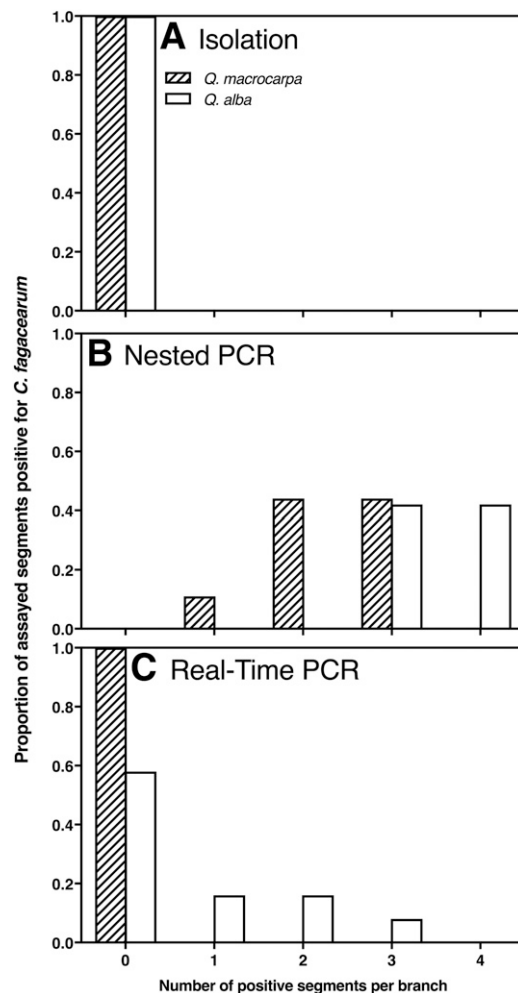 Proportion of assayed segments positive for C. fagacearum
A Isolation
Q. macrocarpa
Q. alba
1.0
0.8
0.6
0.4
0.2
0.0
B Nested PCR
1.0
0.8
0.6
0.4
0.2
0.0
C Real-Time PCR
1.0
0.8
0.6
0.4
0.2
0.0
0 1 2 3 4
Number of positive segments per branch